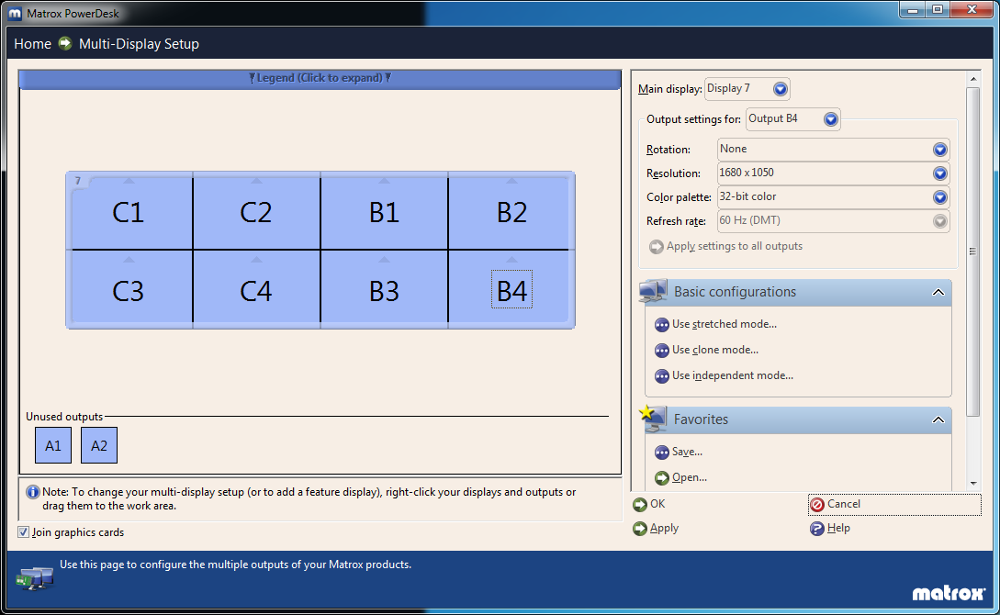 Matrox PowerDesk
Home Multi-Display Setup
Legend (Click to expand)
7
C1 C2 B1 B2
C3 C4 B3 B4
Unused outputs
A1 A2
Note: To change your multi-display setup (or to add a feature display), right-click your displays and outputs or
drag them to the work area.
Join graphics cards
Main display: Display 7
Output settings for: Output B4
Rotation: None
Resolution: 1680 x 1050
Color palette: 32-bit color
Refresh rate: 60 Hz (DMT)
Apply settings to all outputs
Basic configurations
Use stretched mode...
Use clone mode...
Use independent mode...
Favorites
Save...
Open...
OK Cancel
Apply Help
Use this page to configure the multiple outputs of your Matrox products.
matrox